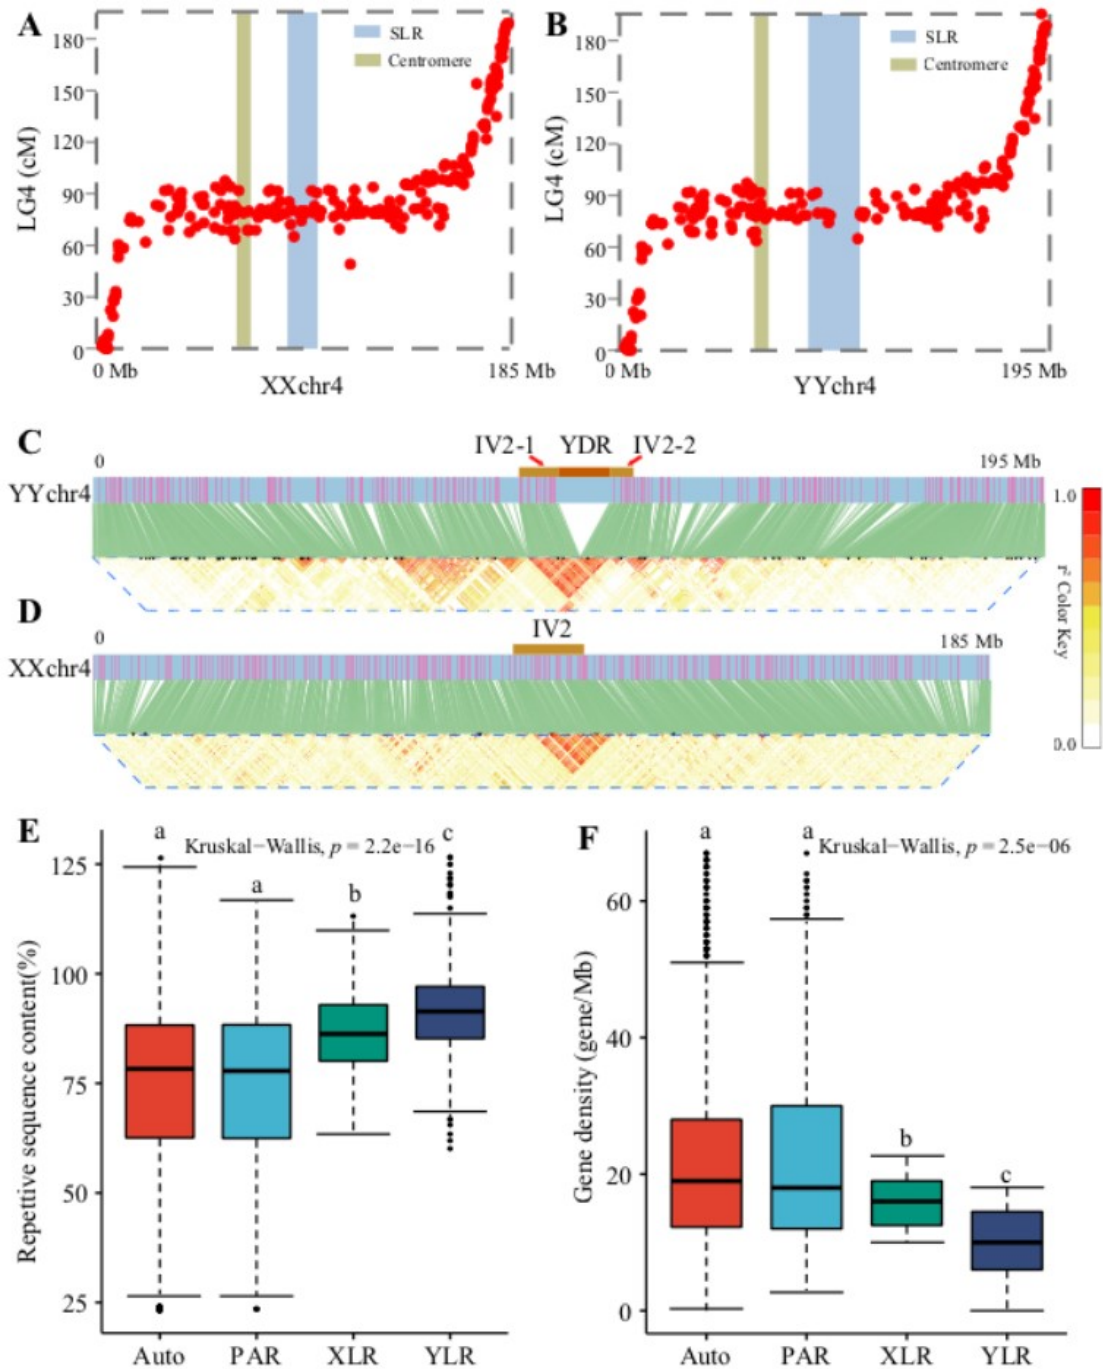 A
B
180
150
120
90
60
30
0
LG4 (cM)
SLR
Centromere
0 Mb
185 Mb
XXchr4
180
150
120
90
60
30
0
LG4 (cM)
SLR
Centromere
0 Mb
195 Mb
YYchr4
C
IV2-1 YDR IV2-2
0
195 Mb
YYchr4
1.0
r² Color Key
0.0
D
IV2
0
185 Mb
XXchr4
E
Kruskal−Wallis, p = 2.2e−16
a
a
b
c
125
100
75
50
25
Repettive sequence content(%)
Auto PAR XLR YLR
F
Kruskal−Wallis, p = 2.5e−06
a
a
b
c
60
40
20
0
Gene density (gene/Mb)
Auto PAR XLR YLR